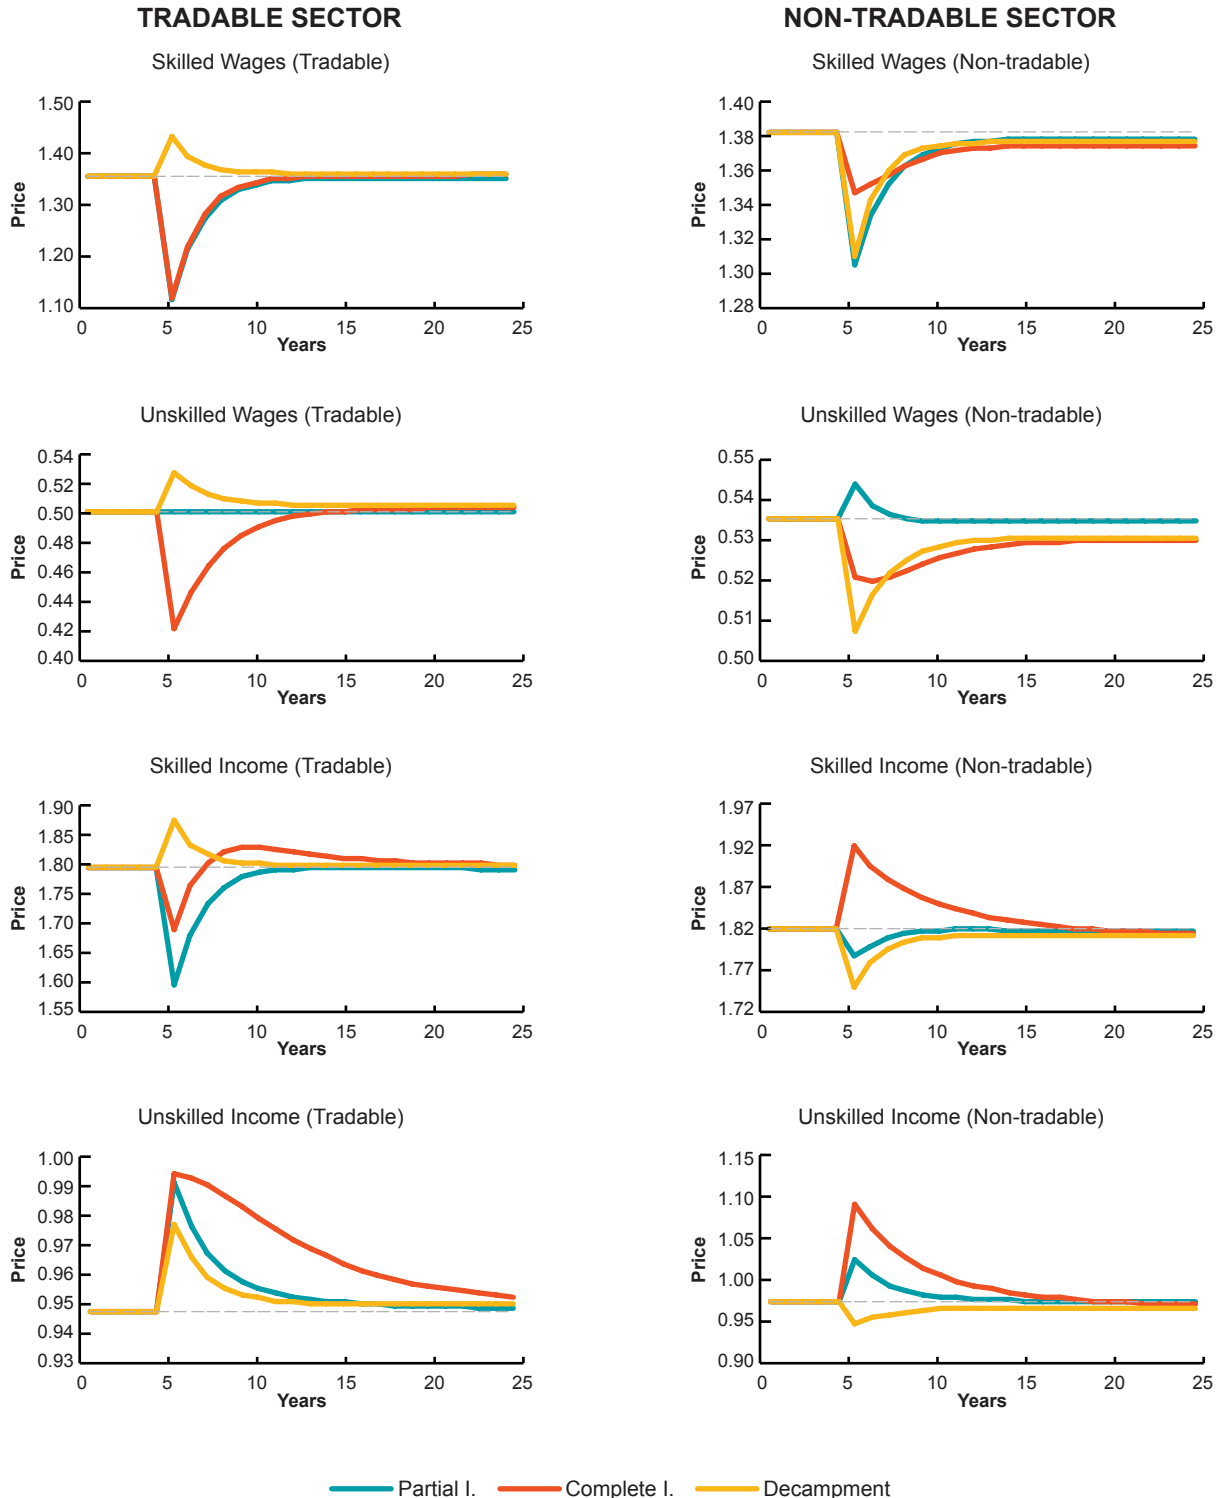 TRADABLE SECTOR
NON-TRADABLE SECTOR
Skilled Wages (Tradable)
Price
1.50
1.40
1.30
1.20
1.10
0 5 10 15 20 25
Years
Skilled Wages (Non-tradable)
Price
1.40
1.38
1.36
1.34
1.32
1.30
1.28
0 5 10 15 20 25
Years
Unskilled Wages (Tradable)
Price
0.54
0.52
0.50
0.48
0.46
0.44
0.42
0.40
0 5 10 15 20 25
Years
Unskilled Wages (Non-tradable)
Price
0.55
0.54
0.53
0.52
0.51
0.50
0 5 10 15 20 25
Years
Skilled Income (Tradable)
Price
1.90
1.85
1.80
1.75
1.70
1.65
1.60
1.55
0 5 10 15 20 25
Years
Skilled Income (Non-tradable)
Price
1.97
1.92
1.87
1.82
1.77
1.72
0 5 10 15 20 25
Years
Unskilled Income (Tradable)
Price
1.00
0.99
0.98
0.97
0.96
0.95
0.94
0.93
0 5 10 15 20 25
Years
Unskilled Income (Non-tradable)
Price
1.15
1.10
1.05
1.00
0.95
0.90
0 5 10 15 20 25
Years
Partial I. Complete I. Decampment